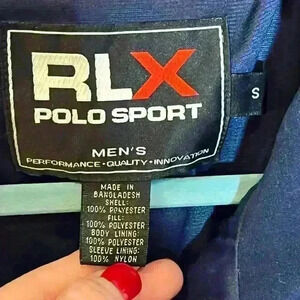 RLX
POLO SPORT
MEN'S
PERFORMANCE • QUALITY • INNOVATION
S
MADE IN
BANGLADESH
SHELL:
100% POLYESTER
FILL:
100% POLYESTER
BODY LINING:
100% POLYESTER
SLEEVE LINING:
100% NYLON